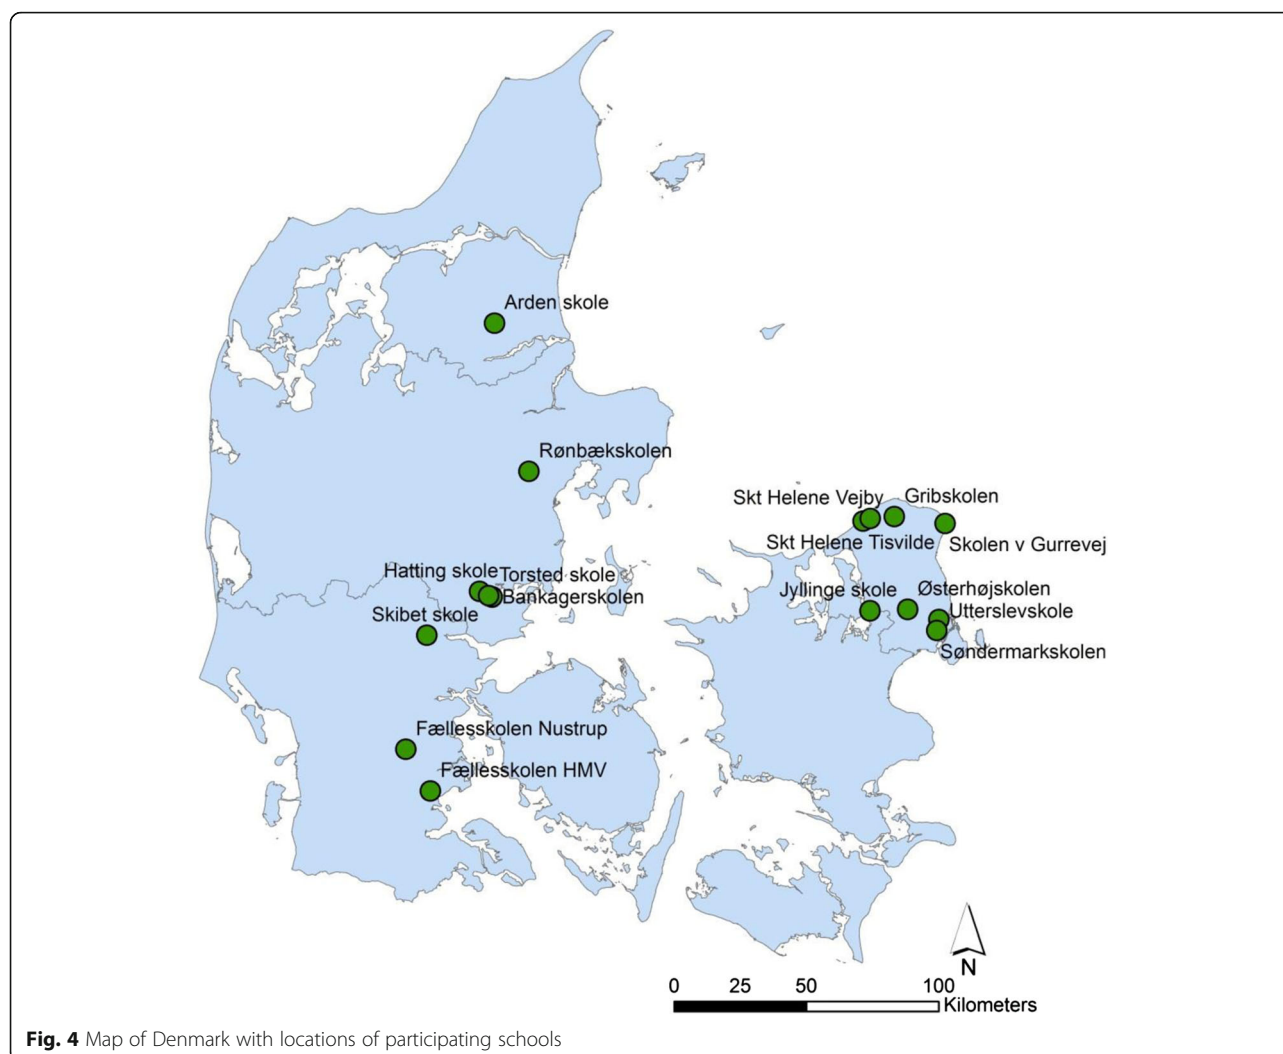 Arden skole
Rønbækskolen
Skt Helene Vejby
Gribskolen
Skt Helene Tisvilde
Skolen v Gurrevej
Hatting skole
Torsted skole
Bankagerskolen
Jyllinge skole
Østerhøjskolen
Utterslevskole
Skibet skole
Søndermarkskolen
Fællesskolen Nustrup
Fællesskolen HMV
N
0 25 50 100
Kilometers
Fig. 4 Map of Denmark with locations of participating schools